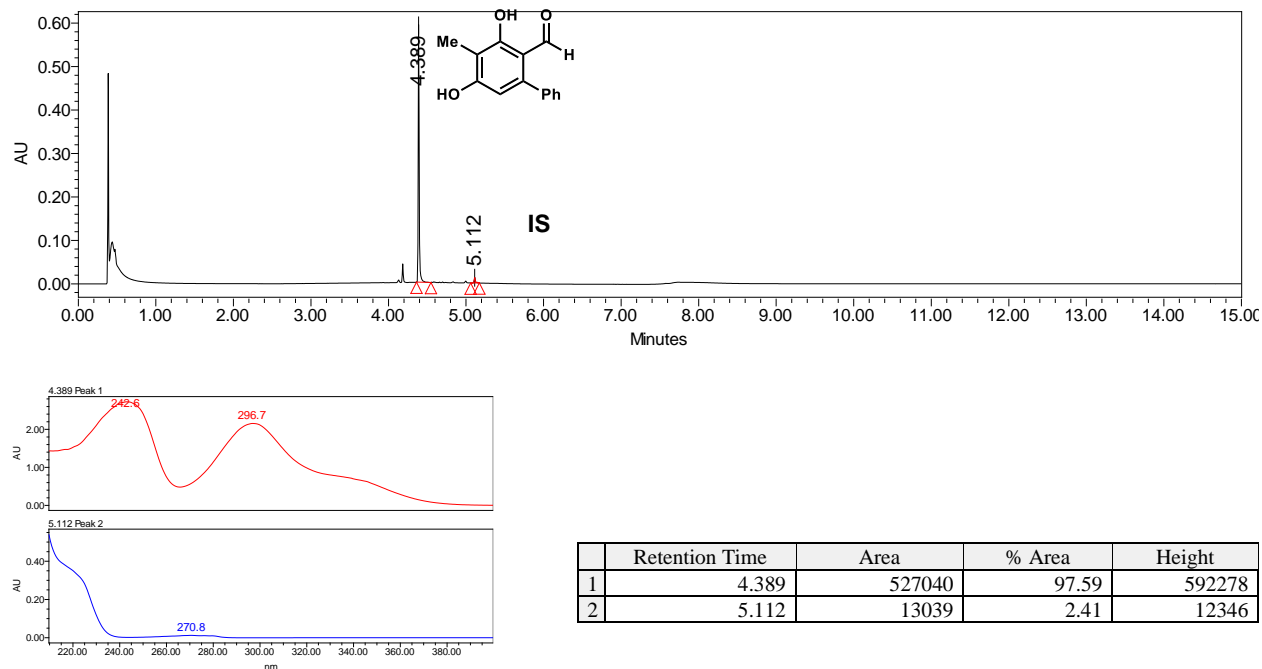 0.60
0.50
0.40
0.30
0.20
0.10
0.00
AU
4.389
OH
O
Me
H
HO
Ph
5.112
IS
0.00 1.00 2.00 3.00 4.00 5.00 6.00 7.00 8.00 9.00 10.00 11.00 12.00 13.00 14.00 15.00
Minutes
4.389 Peak 1
242.6
296.7
AU
2.00
1.00
0.00
5.112 Peak 2
270.8
AU
0.40
0.20
0.00
220.00 240.00 260.00 280.00 300.00 320.00 340.00 360.00 380.00
nm
Retention Time Area % Area Height
1 4.389 527040 97.59 592278
2 5.112 13039 2.41 12346